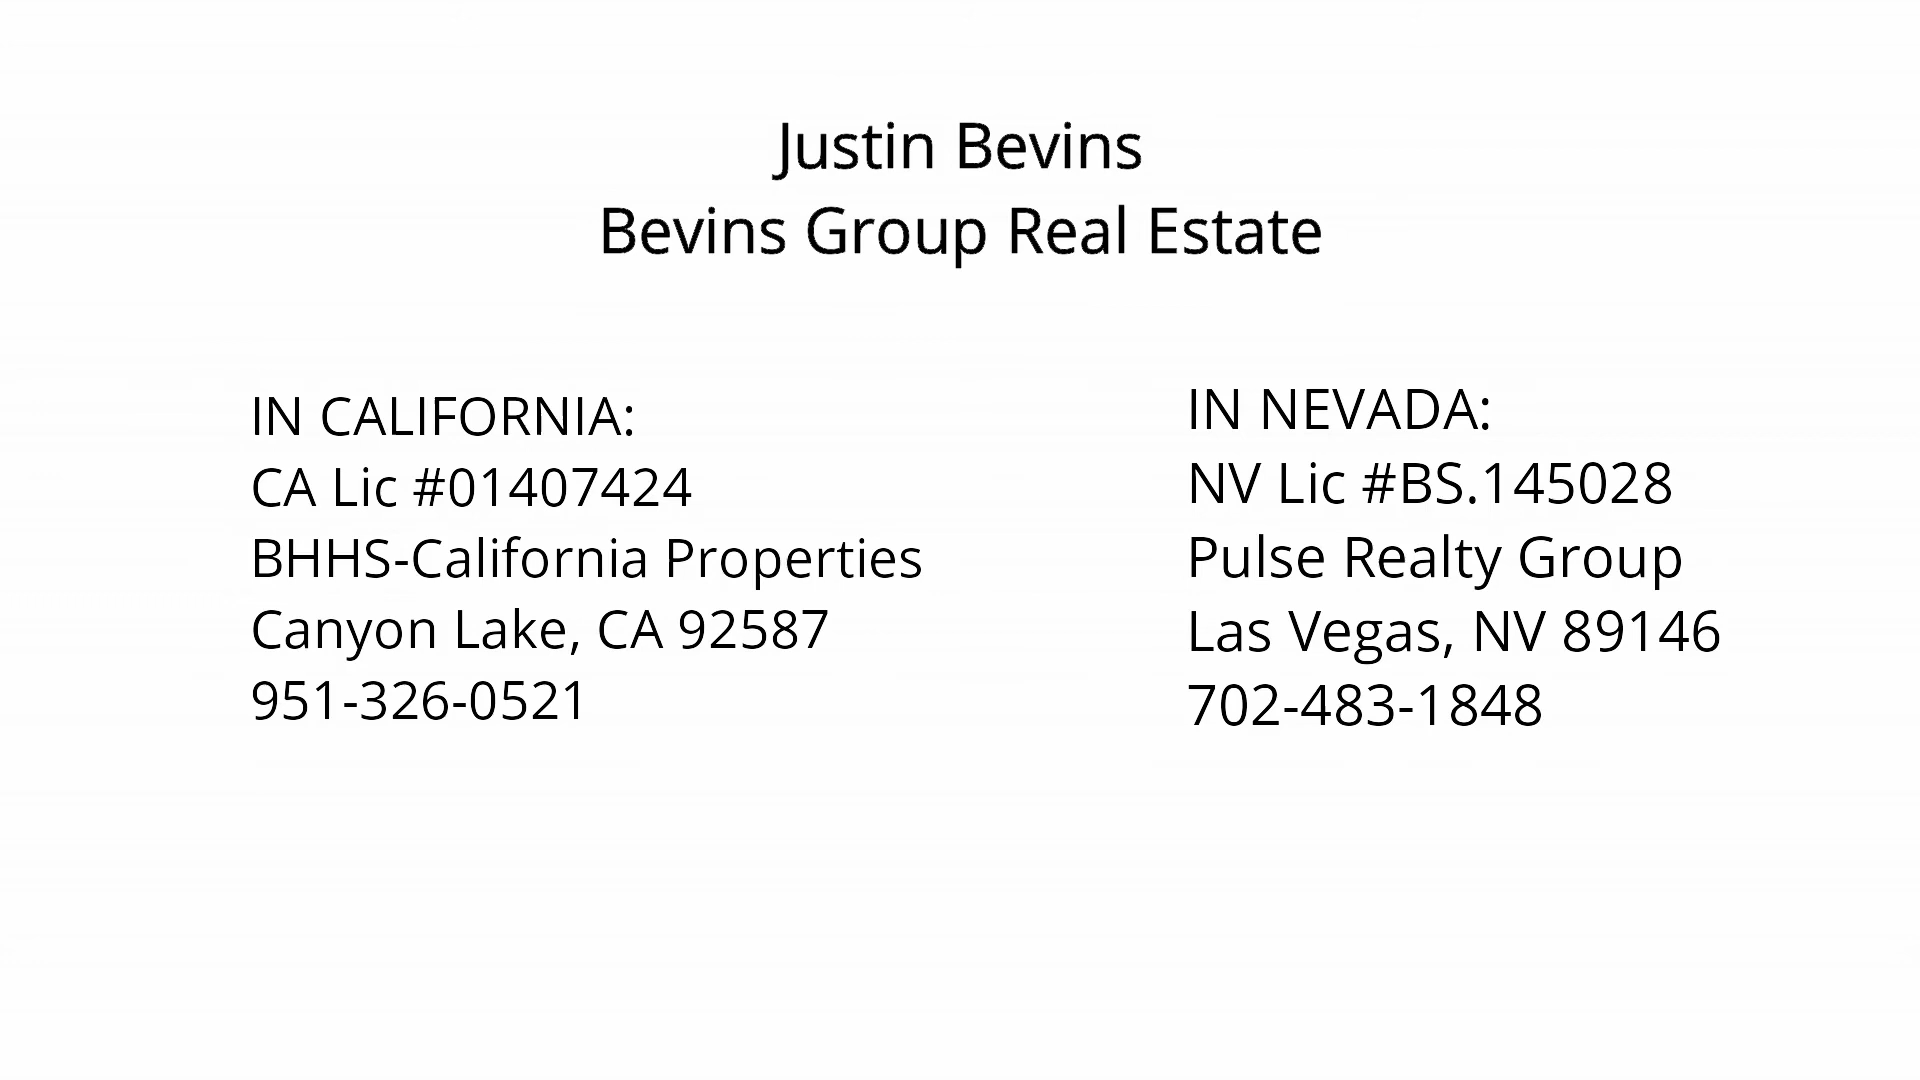 Justin Bevins
Bevins Group Real Estate
IN CALIFORNIA:
CA Lic #01407424
BHHS-California Properties
Canyon Lake, CA 92587
951-326-0521
IN NEVADA:
NV Lic #BS.145028
Pulse Realty Group
Las Vegas, NV 89146
702-483-1848